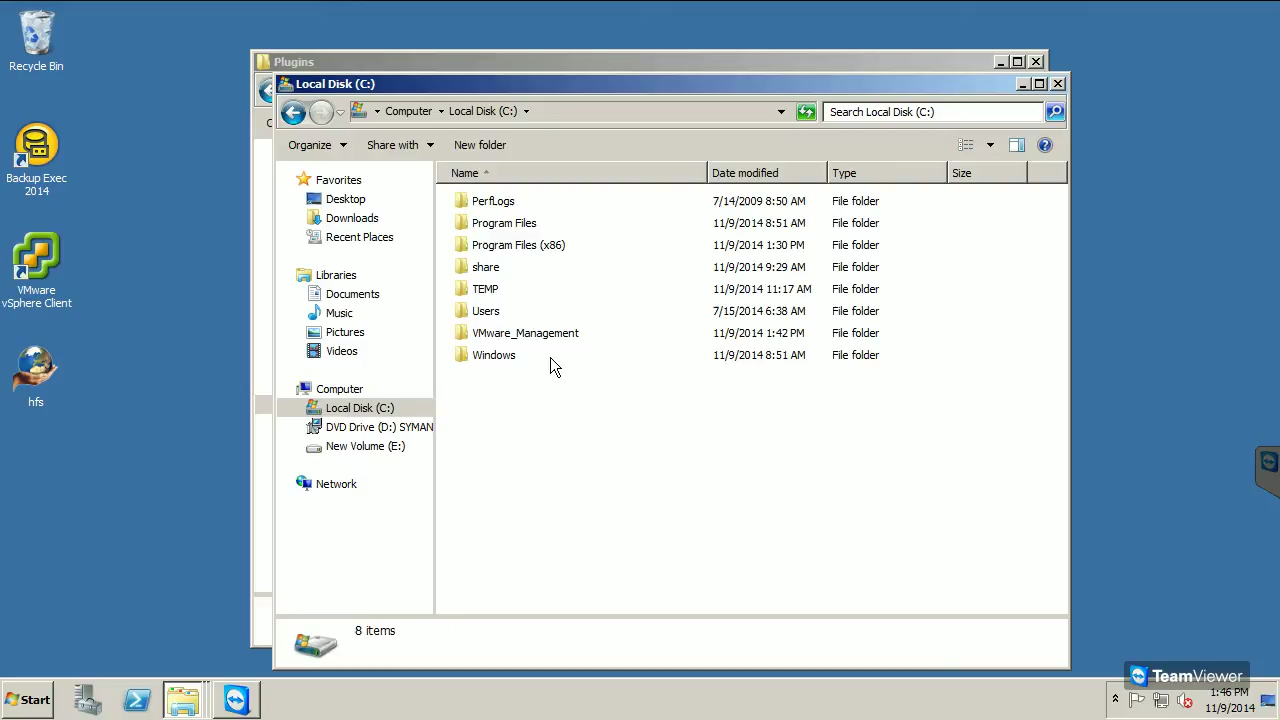 Recycle Bin
Backup Exec
2014
VMware
vSphere Client
hfs
Plugins
Local Disk (C:)
Computer
Local Disk (C:)
Search Local Disk (C:)
Organize
Share with
New folder
Favorites
Desktop
Downloads
Recent Places
Libraries
Documents
Music
Pictures
Videos
Computer
Local Disk (C:)
DVD Drive (D:) SYMAN
New Volume (E:)
Network
Name Date modified Type Size
PerfLogs 7/14/2009 8:50 AM File folder
Program Files 11/9/2014 8:51 AM File folder
Program Files (x86) 11/9/2014 1:30 PM File folder
share 11/9/2014 9:29 AM File folder
TEMP 11/9/2014 11:17 AM File folder
Users 7/15/2014 6:38 AM File folder
VMware_Management 11/9/2014 1:42 PM File folder
Windows 11/9/2014 8:51 AM File folder
8 items
TeamViewer
Start
1:46 PM
11/9/2014